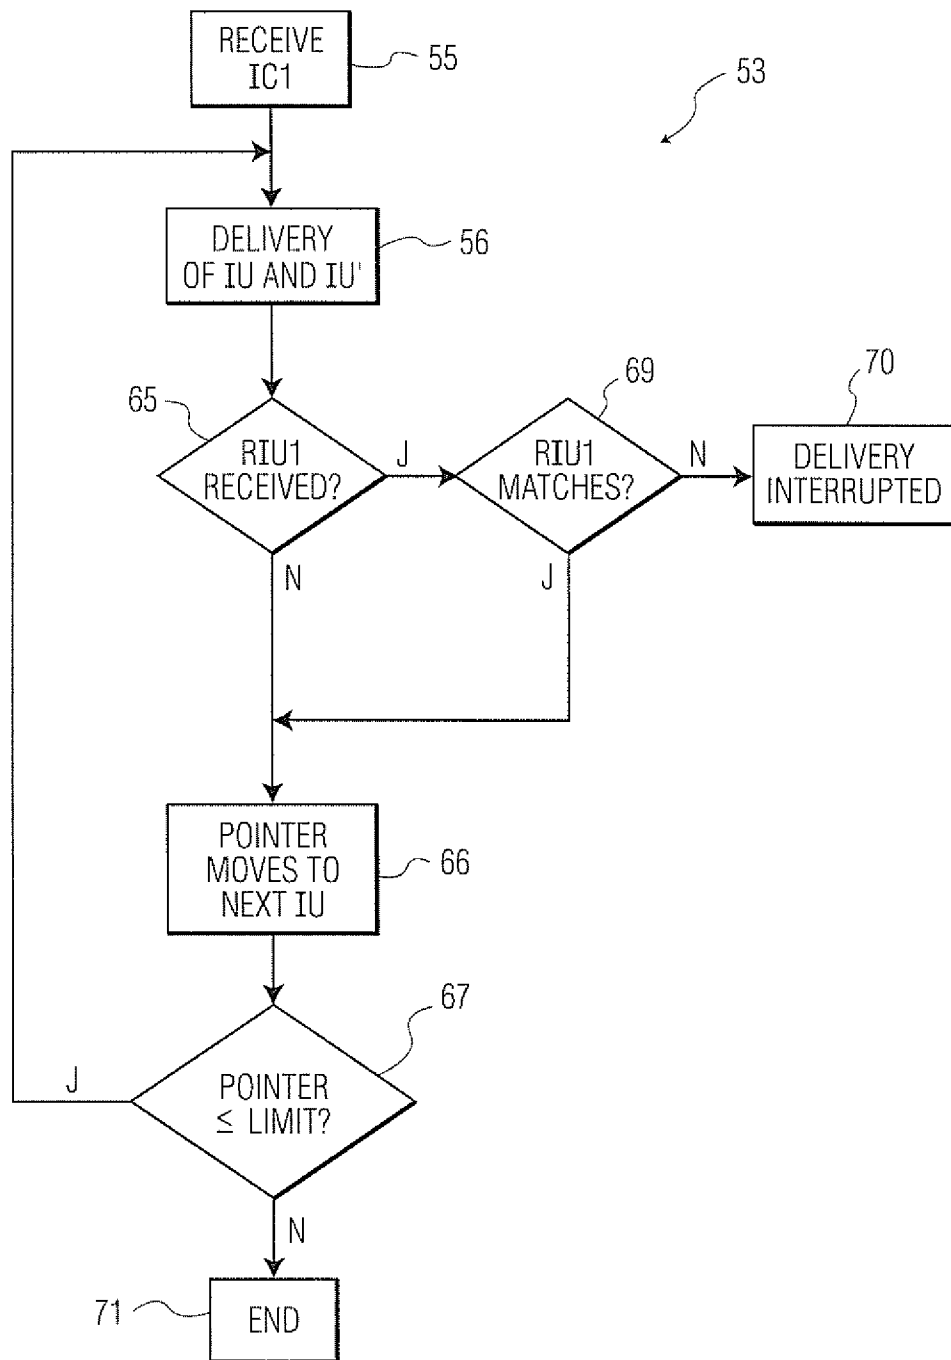 RECEIVE
IC1
55
53
DELIVERY
OF IU AND IU'
56
65
RIU1
RECEIVED?
J
N
69
RIU1
MATCHES?
N
J
70
DELIVERY
INTERRUPTED
POINTER
MOVES TO
NEXT IU
66
67
J
POINTER
≤ LIMIT?
N
71
END